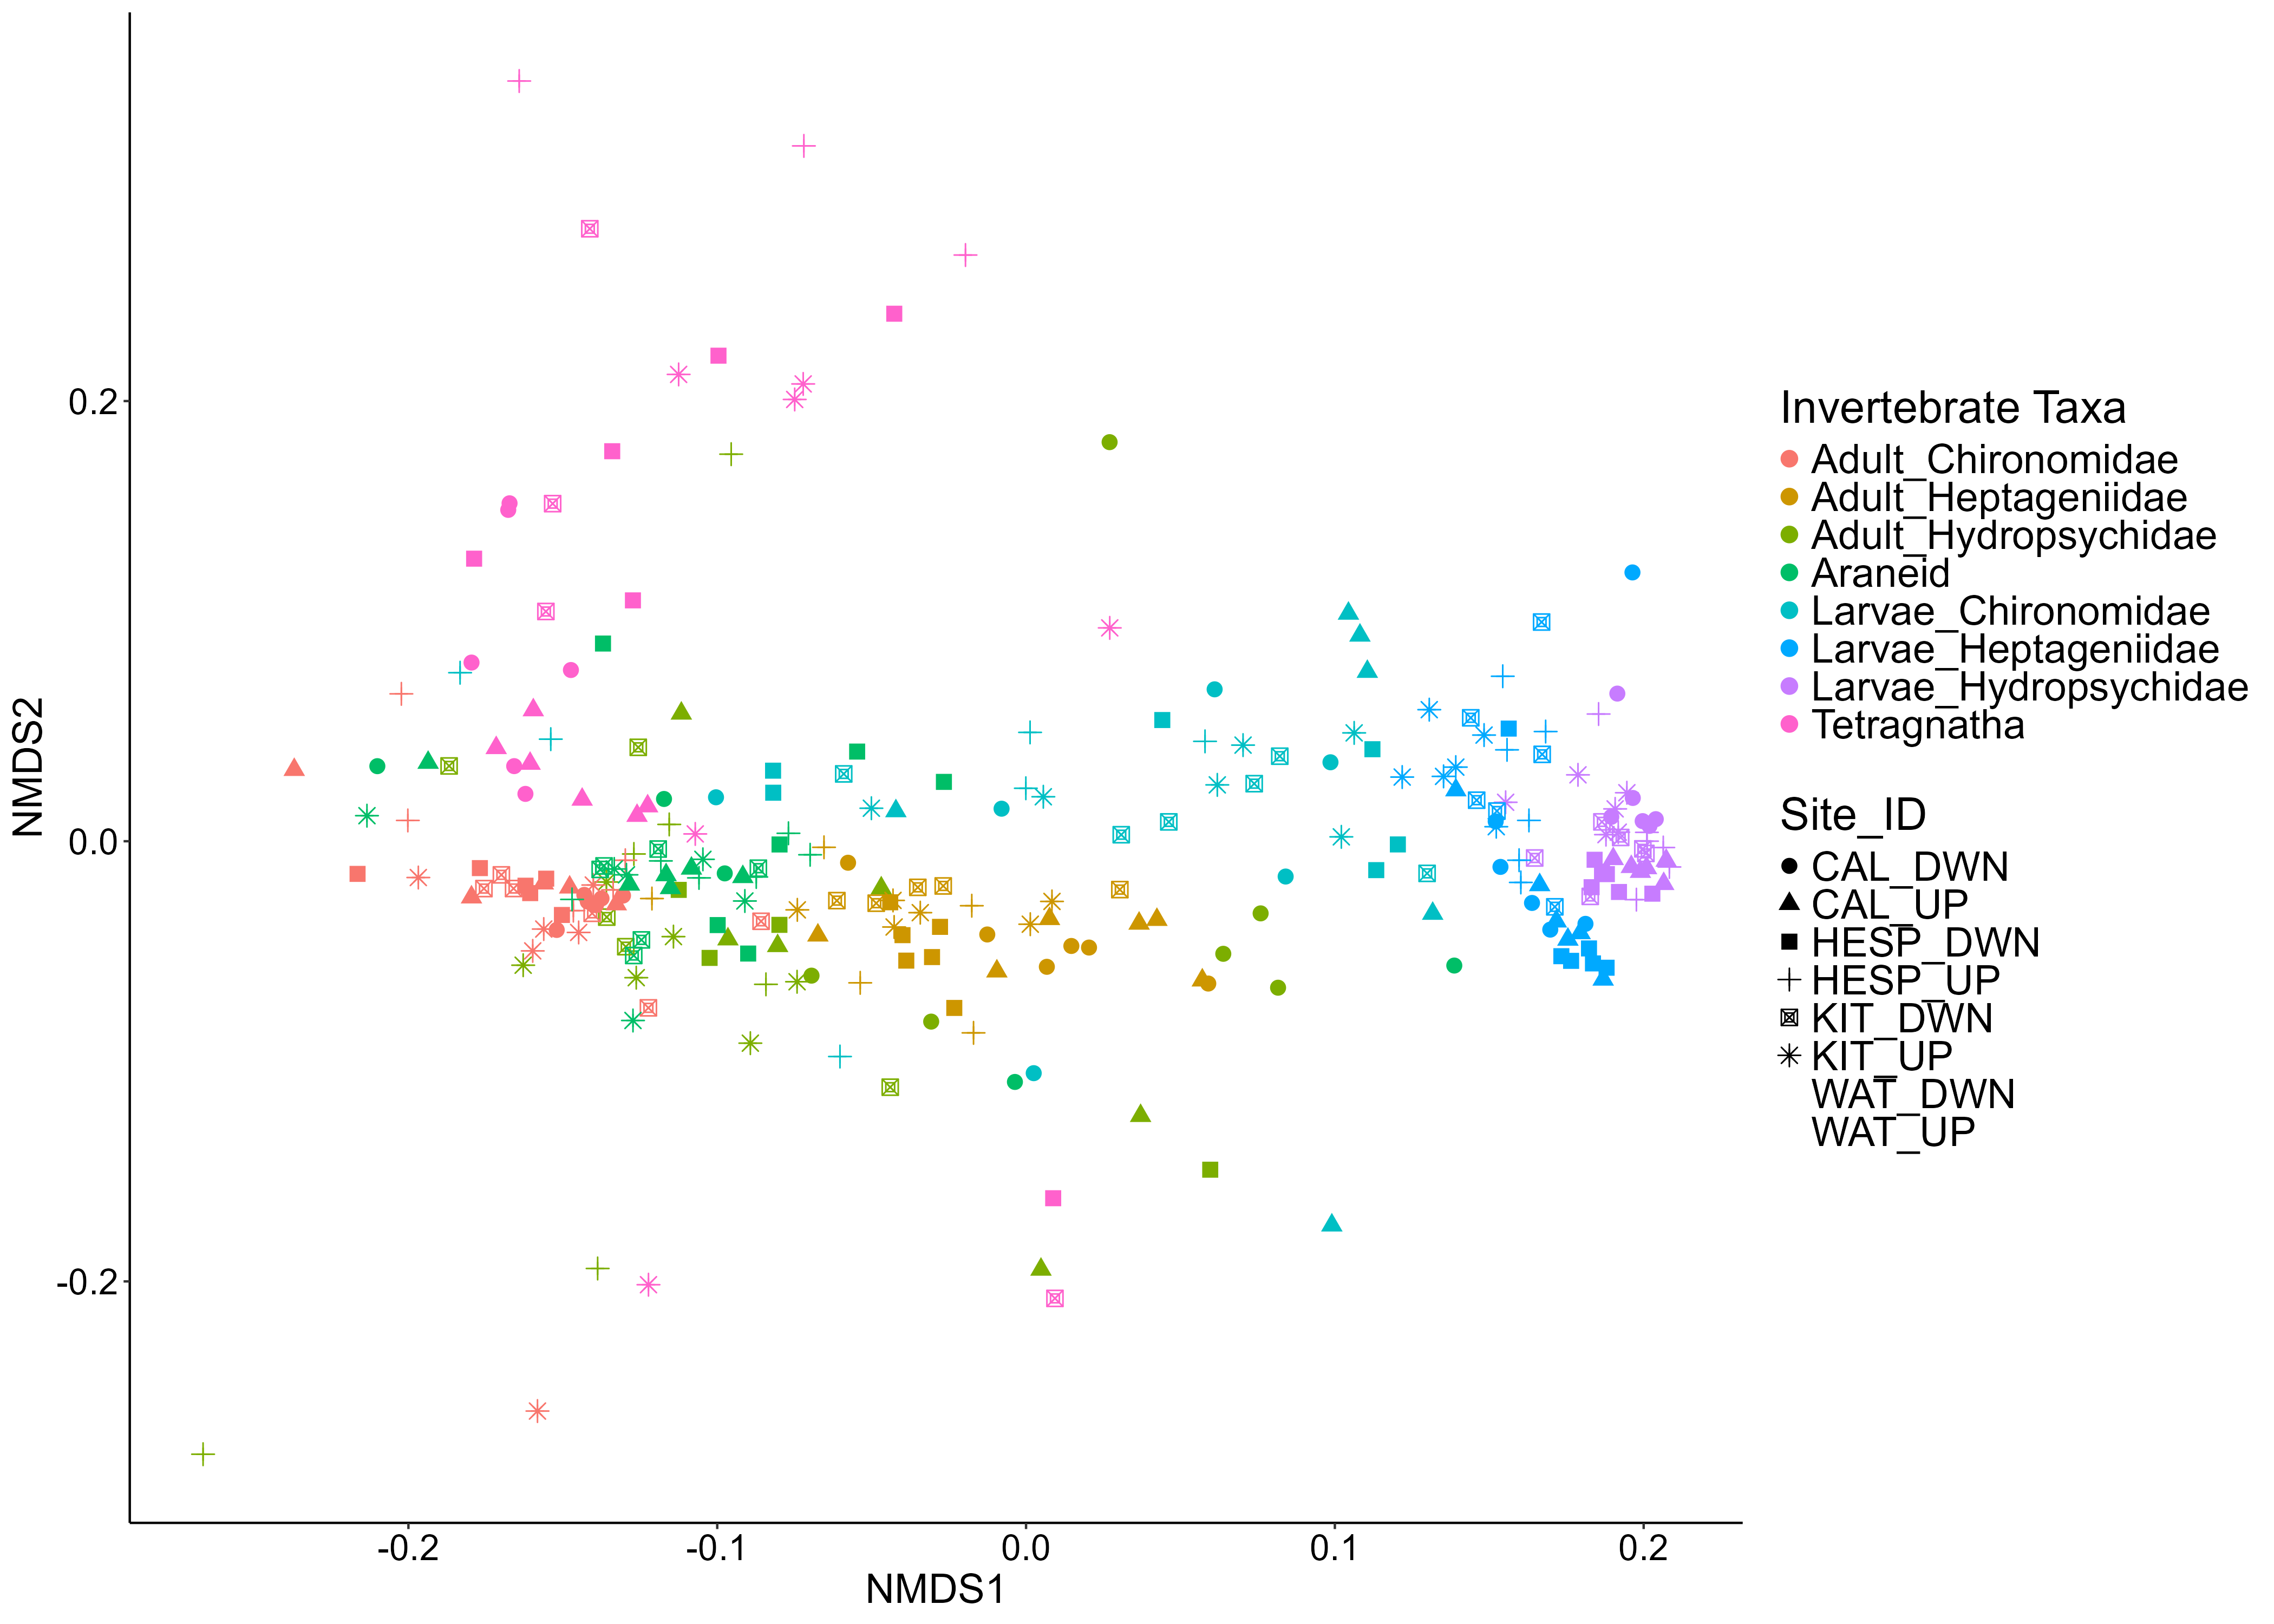 NMDS2
0.2
0.0
-0.2
-0.2
-0.1
0.0
0.1
0.2
NMDS1
Invertebrate Taxa
Adult_Chironomidae
Adult_Heptageniidae
Adult_Hydropsychidae
Araneid
Larvae_Chironomidae
Larvae_Heptageniidae
Larvae_Hydropsychidae
Tetragnatha
Site_ID
CAL_DWN
CAL_UP
HESP_DWN
HESP_UP
KIT_DWN
KIT_UP
WAT_DWN
WAT_UP